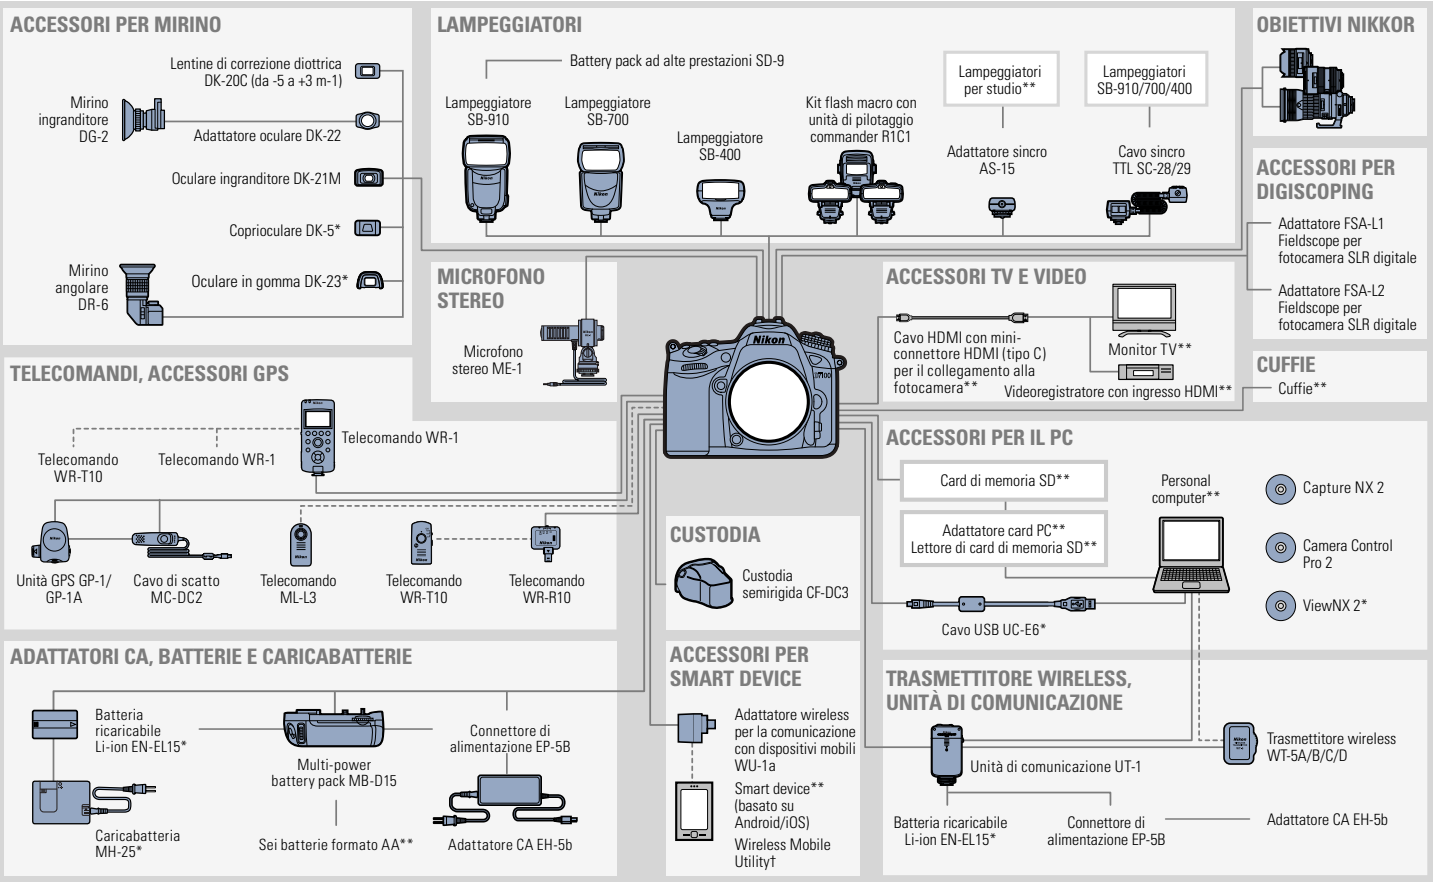 ACCESSORI PER MIRINO
Lentine di correzione diottrica
DK-20C (da -5 a +3 m-1)
Mirino
ingranditore
DG-2
Adattatore oculare DK-22
Oculare ingranditore DK-21M
Coprioculare DK-5*
Mirino
angolare
DR-6
Oculare in gomma DK-23*
LAMPEGGIATORI
Battery pack ad alte prestazioni SD-9
Lampeggiatore
SB-910
Lampeggiatore
SB-700
Lampeggiatore
SB-400
Kit flash macro con
unità di pilotaggio
commander R1C1
Lampeggiatori
per studio**
Adattatore sincro
AS-15
Lampeggiatori
SB-910/700/400
Cavo sincro
TTL SC-28/29
OBIETTIVI NIKKOR
ACCESSORI PER
DIGISCOPING
Adattatore FSA-L1
Fieldscope per
fotocamera SLR digitale
Adattatore FSA-L2
Fieldscope per
fotocamera SLR digitale
MICROFONO
STEREO
Microfono
stereo ME-1
Nikon
ACCESSORI TV E VIDEO
Cavo HDMI con mini-
connettore HDMI (tipo C)
per il collegamento alla
fotocamera**
Monitor TV**
Videoregistratore con ingresso HDMI**
CUFFIE
Cuffie**
TELECOMANDI, ACCESSORI GPS
Telecomando WR-1
Telecomando
WR-T10
Telecomando WR-1
Unità GPS GP-1/
GP-1A
Cavo di scatto
MC-DC2
Telecomando
ML-L3
Telecomando
WR-T10
Telecomando
WR-R10
CUSTODIA
Custodia
semirigida CF-DC3
ACCESSORI PER IL PC
Card di memoria SD**
Adattatore card PC**
Lettore di card di memoria SD**
Personal
computer**
Cavo USB UC-E6*
Capture NX 2
Camera Control
Pro 2
ViewNX 2*
ADATTATORI CA, BATTERIE E CARICABATTERIE
Batteria
ricaricabile
Li-ion EN-EL15*
Caricabatteria
MH-25*
Multi-power
battery pack MB-D15
Sei batterie formato AA**
Connettore di
alimentazione EP-5B
Adattatore CA EH-5b
ACCESSORI PER
SMART DEVICE
Adattatore wireless
per la comunicazione
con dispositivi mobili
WU-1a
Smart device**
(basato su
Android/iOS)
Wireless Mobile
Utility†
TRASMETTITORE WIRELESS,
UNITÀ DI COMUNICAZIONE
Unità di comunicazione UT-1
Trasmettitore wireless
WT-5A/B/C/D
Batteria ricaricabile
Li-ion EN-EL15*
Connettore di
alimentazione EP-5B
Adattatore CA EH-5b